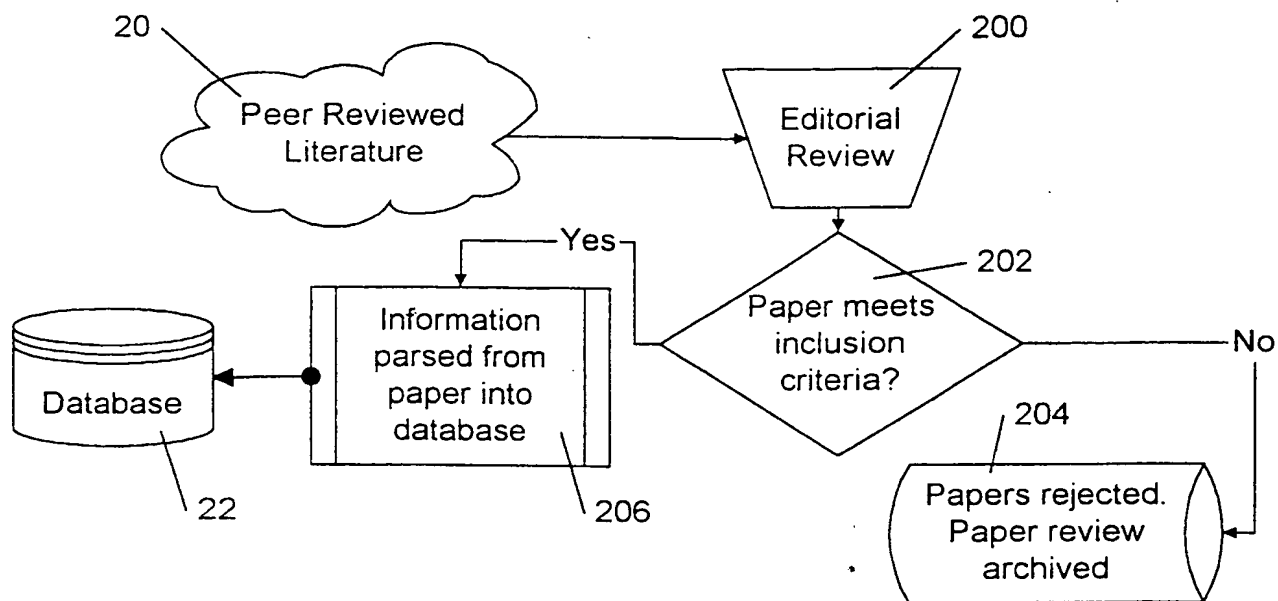 20
Peer Reviewed
Literature
200
Editorial
Review
202
Paper meets
inclusion
criteria?
Yes
No
Information
parsed from
paper into
database
206
Database
22
204
Papers rejected.
Paper review
archived